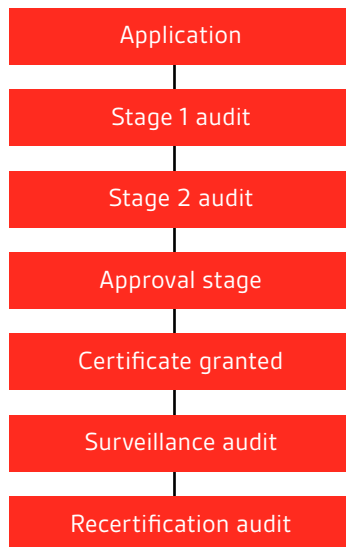 Application
Stage 1 audit
Stage 2 audit
Approval stage
Certificate granted
Surveillance audit
Recertification audit